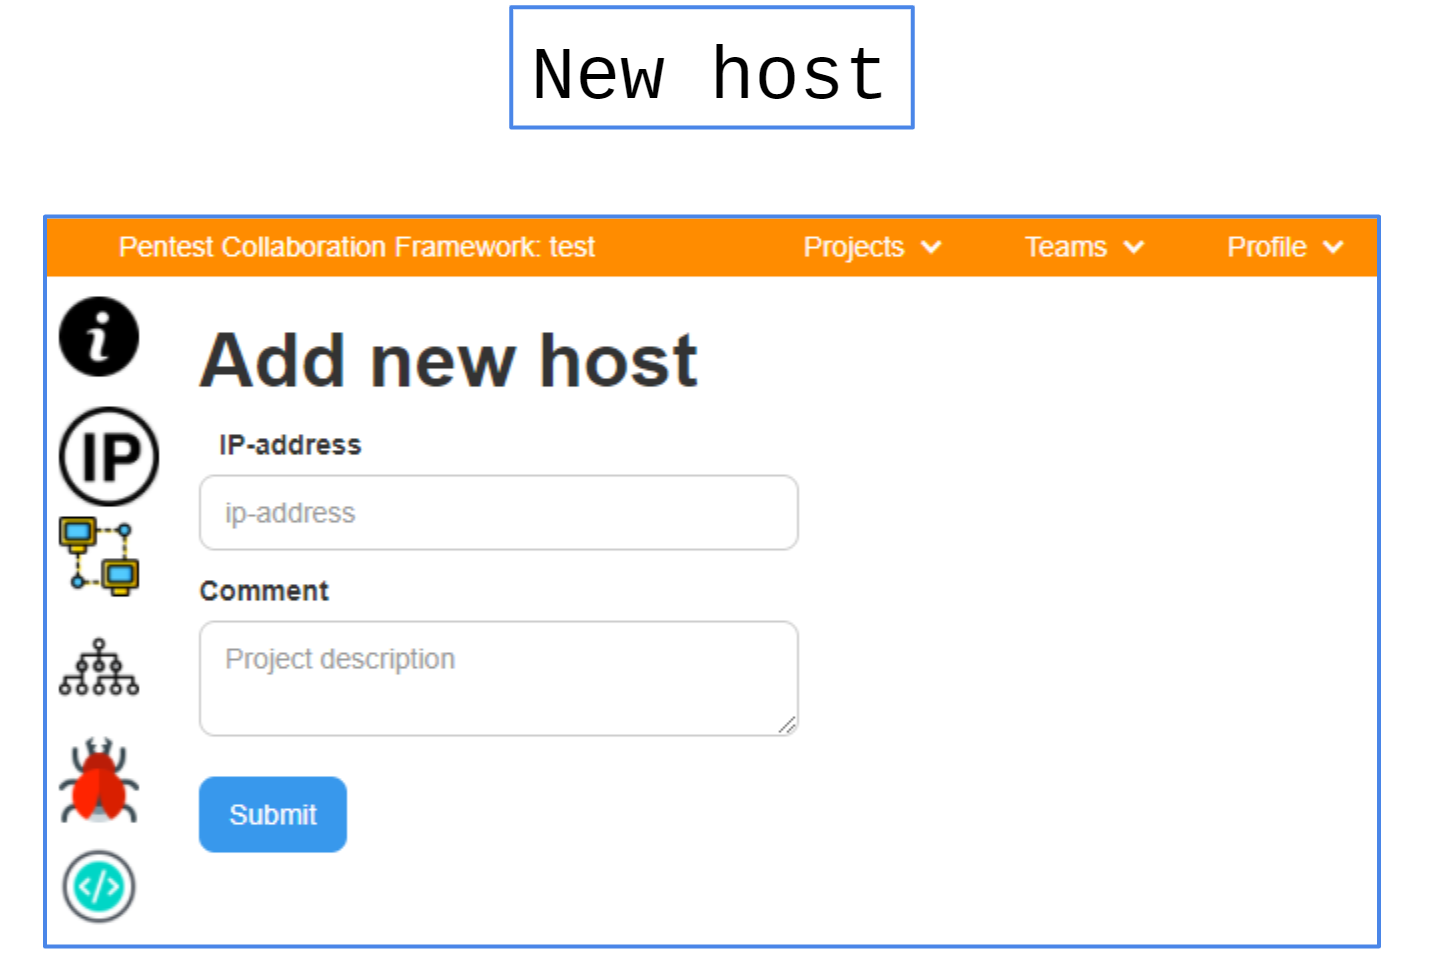 New host
Pentest Collaboration Framework: test Projects Teams Profile
i
Add new host
IP
IP-address
ip-address
Comment
Project description
Submit
</>